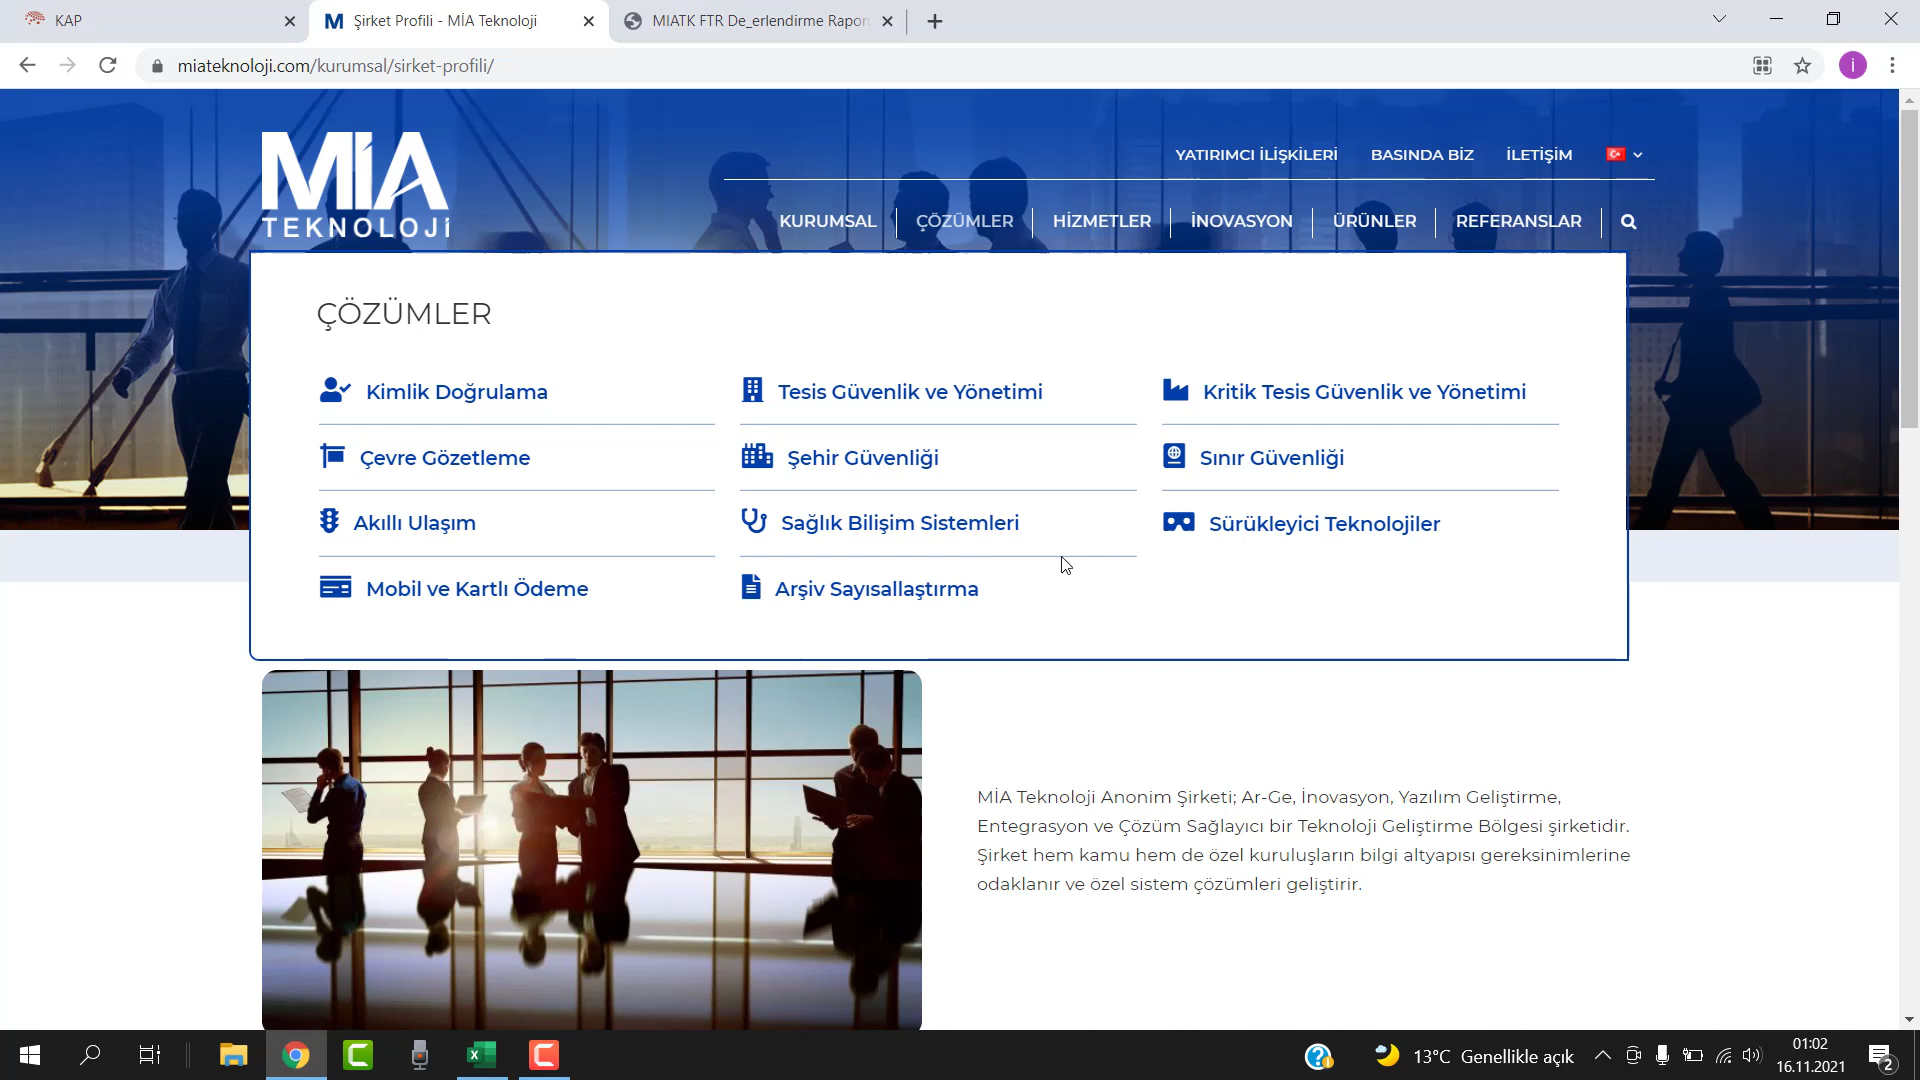 KAP
Şirket Profili - MİA Teknoloji
MIATK FTR De_erlendirme Raporu
miateknoloji.com/kurumsal/sirket-profili/
i
MİA
TEKNOLOJİ
YATIRIMCI İLİŞKİLERİ
BASINDA BİZ
İLETİŞİM
KURUMSAL
ÇÖZÜMLER
HİZMETLER
İNOVASYON
ÜRÜNLER
REFERANSLAR
ÇÖZÜMLER
Kimlik Doğrulama
Tesis Güvenlik ve Yönetimi
Kritik Tesis Güvenlik ve Yönetimi
Çevre Gözetleme
Şehir Güvenliği
Sınır Güvenliği
Akıllı Ulaşım
Sağlık Bilişim Sistemleri
Sürükleyici Teknolojiler
Mobil ve Kartlı Ödeme
Arşiv Sayısallaştırma
MİA Teknoloji Anonim Şirketi; Ar-Ge, İnovasyon, Yazılım Geliştirme,
Entegrasyon ve Çözüm Sağlayıcı bir Teknoloji Geliştirme Bölgesi şirketidir.
Şirket hem kamu hem de özel kuruluşların bilgi altyapısı gereksinimlerine
odaklanır ve özel sistem çözümleri geliştirir.
13°C Genellikle açık
01:02
16.11.2021
2